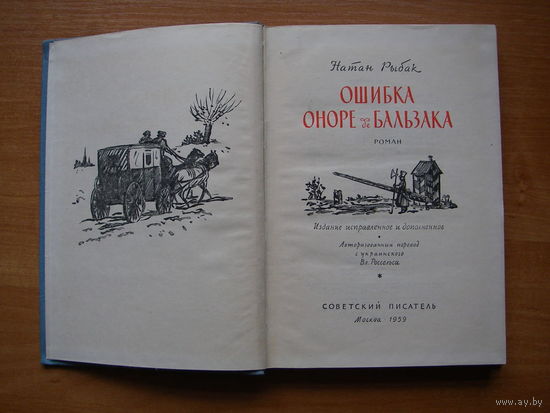 Натан Рыбак
ОШИБКА
ОНОРЕ де БАЛЬЗАКА
РОМАН
Издание исправленное и дополненное
Авторизованный перевод
с украинского
Вл. Россельса
*
СОВЕТСКИЙ ПИСАТЕЛЬ
Москва 1959
www.ay.by